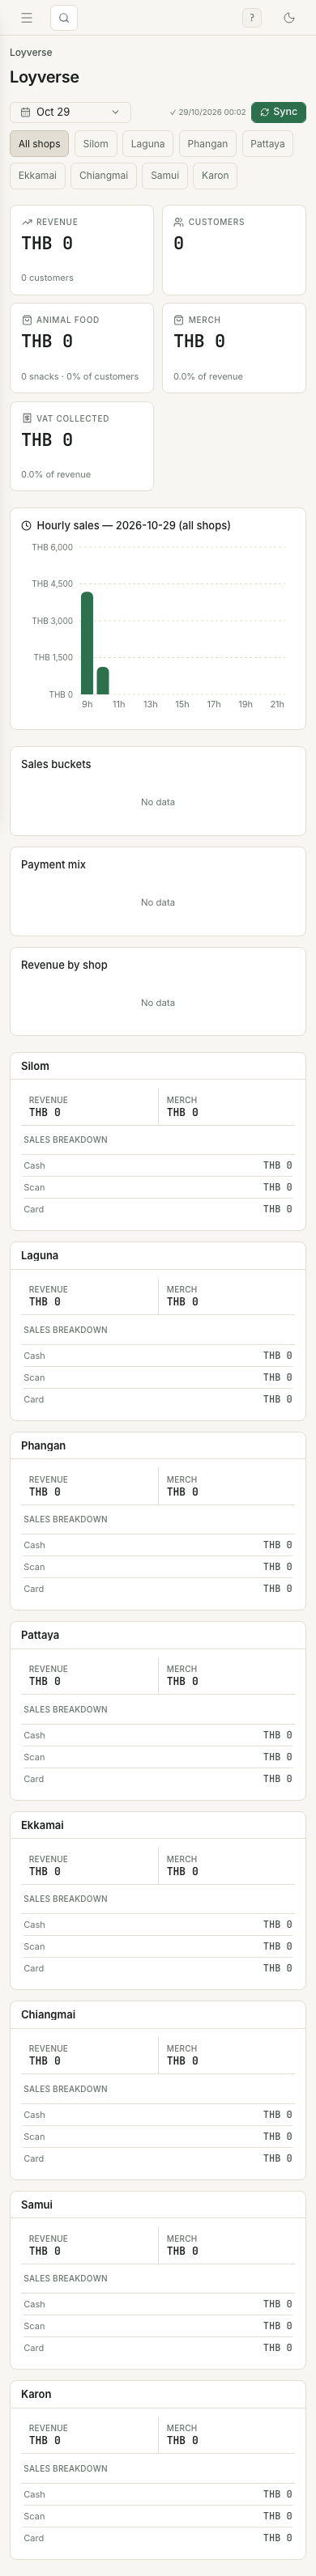 ?
Loyverse
Loyverse
Oct 29
✓ 29/10/2026 00:02
Sync
All shops
Silom
Laguna
Phangan
Pattaya
Ekkamai
Chiangmai
Samui
Karon
REVENUE
THB 0
0 customers
CUSTOMERS
0
ANIMAL FOOD
THB 0
0 snacks · 0% of customers
MERCH
THB 0
0.0% of revenue
VAT COLLECTED
THB 0
0.0% of revenue
Hourly sales — 2026-10-29 (all shops)
THB 6,000
THB 4,500
THB 3,000
THB 1,500
THB 0
9h 11h 13h 15h 17h 19h 21h
Sales buckets
No data
Payment mix
No data
Revenue by shop
No data
Silom
REVENUE
THB 0
MERCH
THB 0
SALES BREAKDOWN
Cash THB 0
Scan THB 0
Card THB 0
Laguna
REVENUE
THB 0
MERCH
THB 0
SALES BREAKDOWN
Cash THB 0
Scan THB 0
Card THB 0
Phangan
REVENUE
THB 0
MERCH
THB 0
SALES BREAKDOWN
Cash THB 0
Scan THB 0
Card THB 0
Pattaya
REVENUE
THB 0
MERCH
THB 0
SALES BREAKDOWN
Cash THB 0
Scan THB 0
Card THB 0
Ekkamai
REVENUE
THB 0
MERCH
THB 0
SALES BREAKDOWN
Cash THB 0
Scan THB 0
Card THB 0
Chiangmai
REVENUE
THB 0
MERCH
THB 0
SALES BREAKDOWN
Cash THB 0
Scan THB 0
Card THB 0
Samui
REVENUE
THB 0
MERCH
THB 0
SALES BREAKDOWN
Cash THB 0
Scan THB 0
Card THB 0
Karon
REVENUE
THB 0
MERCH
THB 0
SALES BREAKDOWN
Cash THB 0
Scan THB 0
Card THB 0